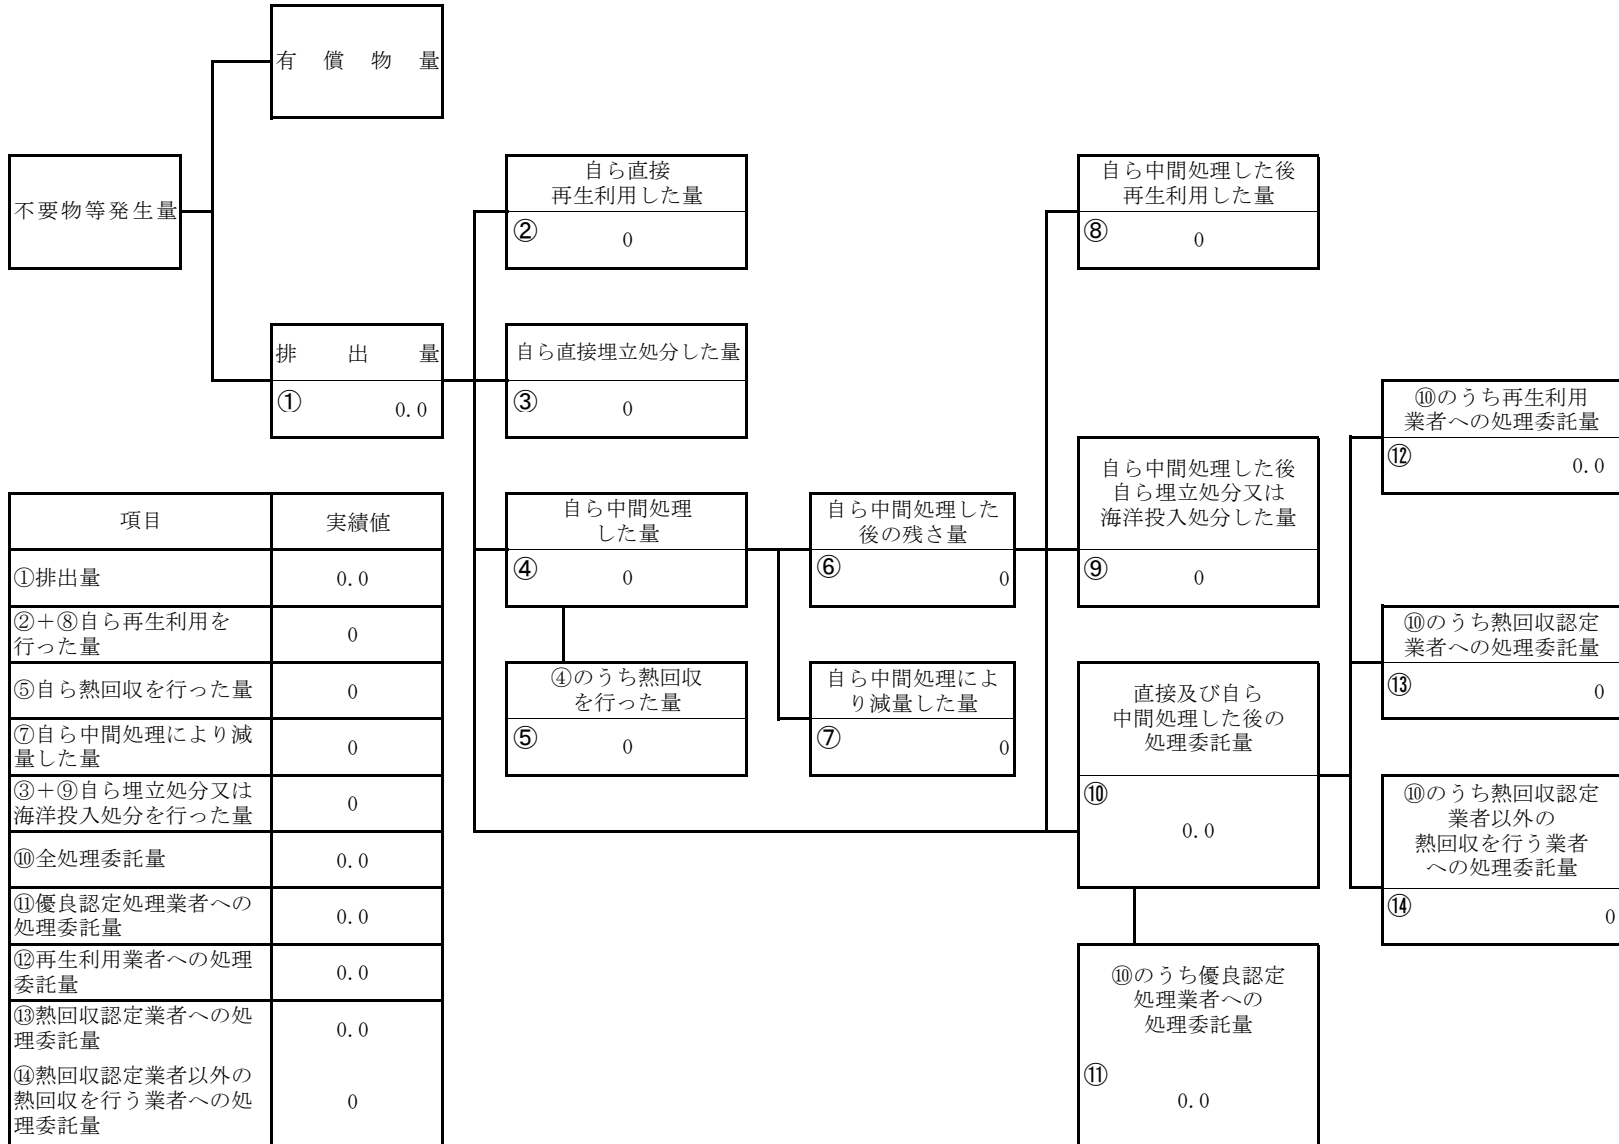 有償物量
不要物等発生量
排出量
①
0.0
自ら直接
再生利用した量
②
0
自ら直接埋立処分した量
③
0
自ら中間処理
した量
④
0
④のうち熱回収
を行った量
⑤
0
自ら中間処理した
後の残さ量
⑥
0
自ら中間処理によ
り減量した量
⑦
0
自ら中間処理した後
再生利用した量
⑧
0
自ら中間処理した後
自ら埋立処分又は
海洋投入処分した量
⑨
0
直接及び自ら
中間処理した後の
処理委託量
⑩
0.0
⑩のうち優良認定
処理業者への
処理委託量
⑪
0.0
⑩のうち再生利用
業者への処理委託量
⑫
0.0
⑩のうち熱回収認定
業者への処理委託量
⑬
0
⑩のうち熱回収認定
業者以外の
熱回収を行う業者
への処理委託量
⑭
0
項目 実績値
①排出量 0.0
②+⑧自ら再生利用を
行った量
0
⑤自ら熱回収を行った量 0
⑦自ら中間処理により減
量した量
0
③+⑨自ら埋立処分又は
海洋投入処分を行った量
0
⑩全処理委託量 0.0
⑪優良認定処理業者への
処理委託量
0.0
⑫再生利用業者への処理
委託量
0.0
⑬熱回収認定業者への処
理委託量
0.0
⑭熱回収認定業者以外の
熱回収を行う業者への処
理委託量
0